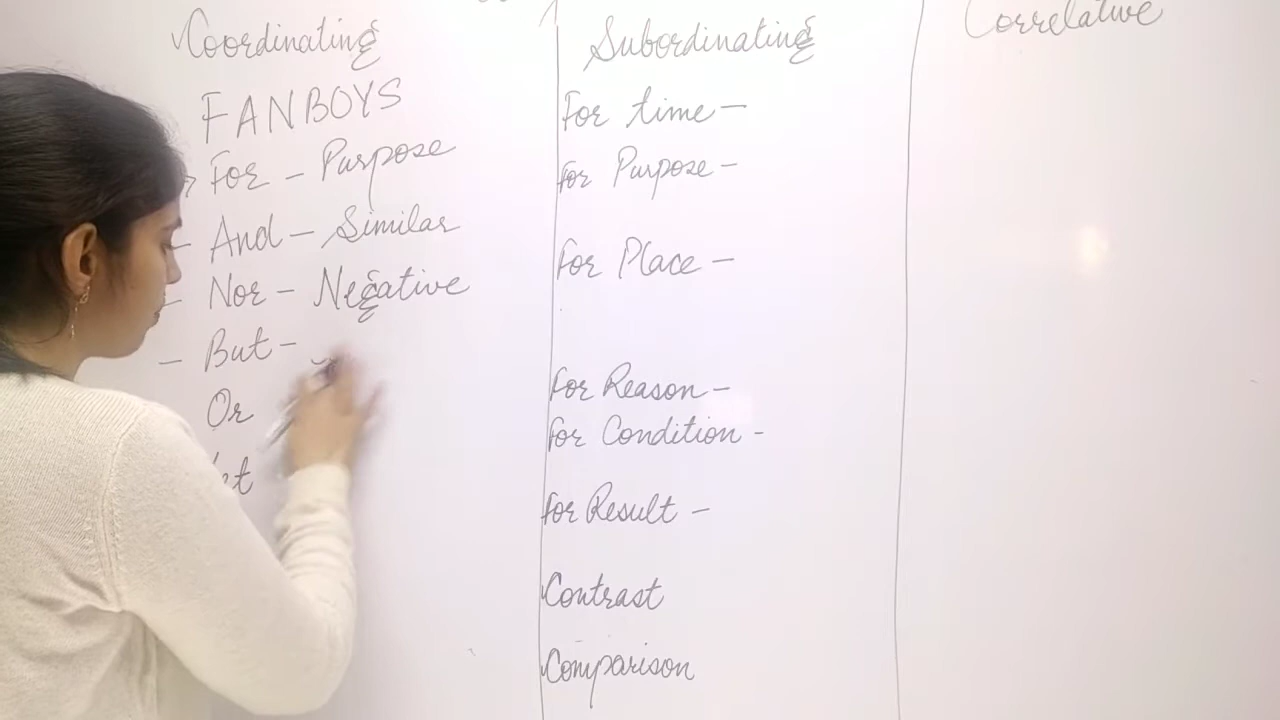 Coordinating
FANBOYS
For - Purpose
- And - Similar
- Nor - Negative
- But -
Or
Subordinating
For time -
For Purpose -
For Place -
For Reason -
For Condition -
For Result -
Contrast
Comparison
Correlative